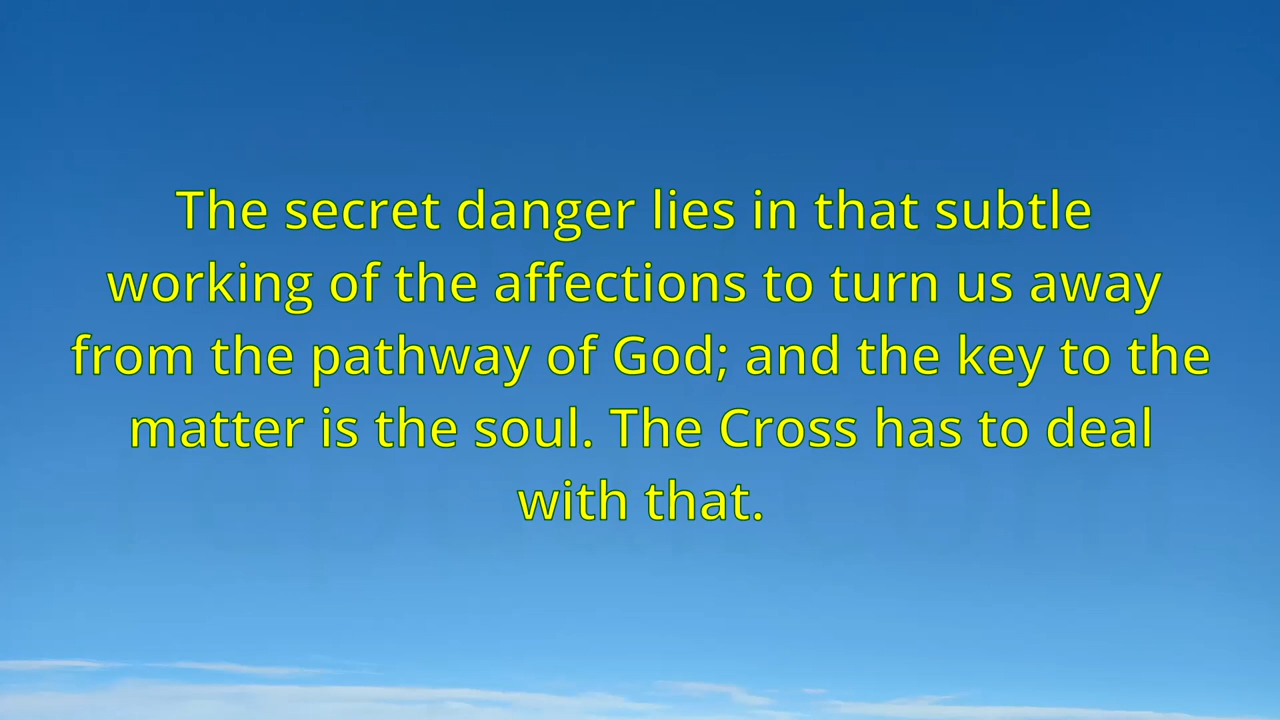 The secret danger lies in that subtle
working of the affections to turn us away
from the pathway of God; and the key to the
matter is the soul. The Cross has to deal
with that.